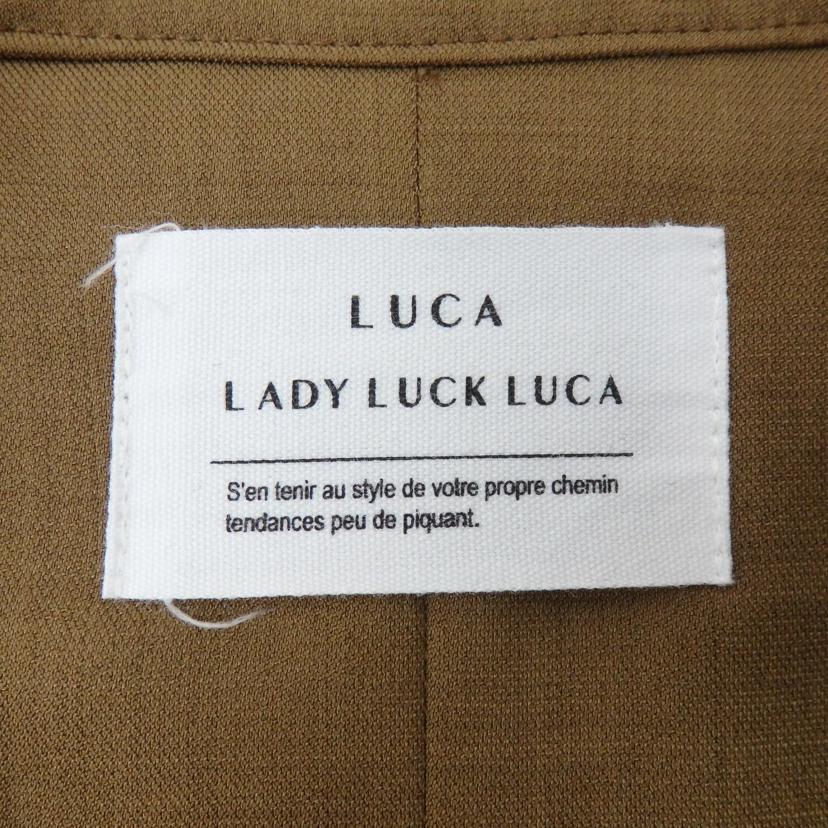 LUCA
LADY LUCK LUCA
S'en tenir au style de votre propre chemin
tendances peu de piquant.